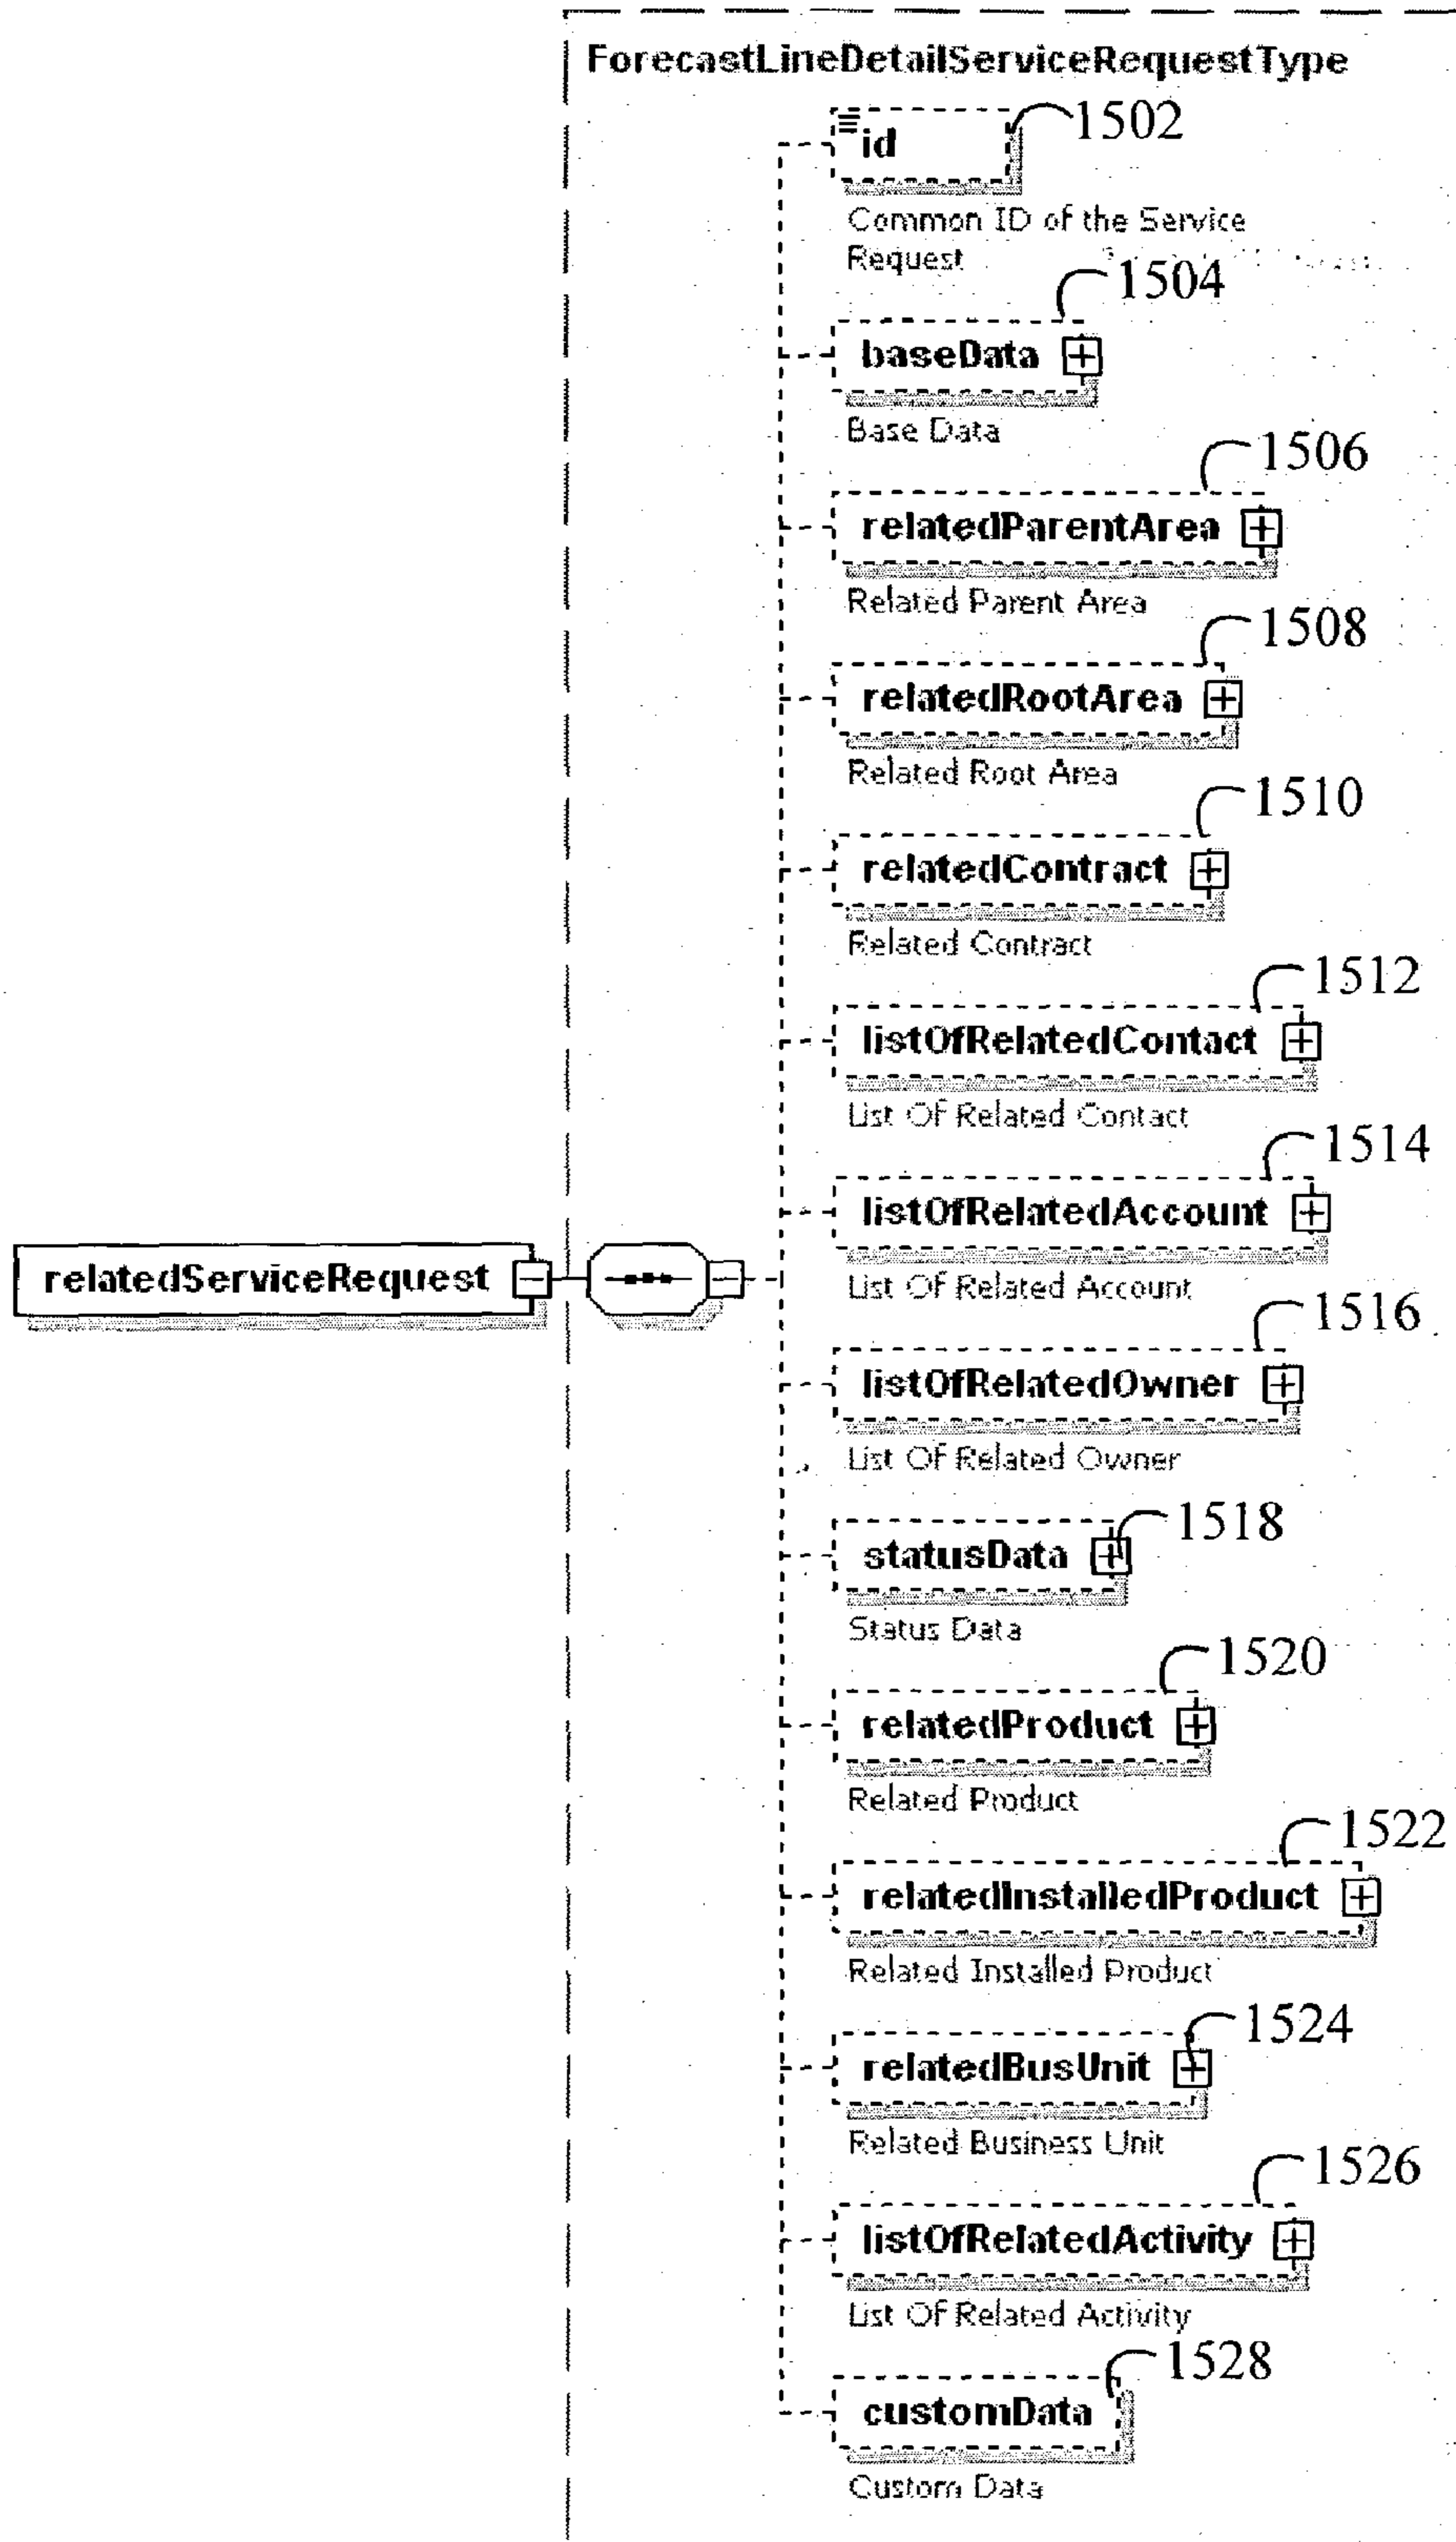 ForecastLineDetailServiceRequestType
id
1502
Common ID of the Service
Request
1504
baseData
Base Data
1506
relatedParentArea
Related Parent Area
1508
relatedRootArea
Related Root Area
1510
relatedContract
Related Contract
1512
listOfRelatedContact
List Of Related Contact
1514
listOfRelatedAccount
List Of Related Account
relatedServiceRequest
1516
listOfRelatedOwner
List Of Related Owner
1518
statusData
Status Data
1520
relatedProduct
Related Product
1522
relatedInstalledProduct
Related Installed Product
1524
relatedBusUnit
Related Business Unit
1526
listOfRelatedActivity
List Of Related Activity
1528
customData
Custom Data